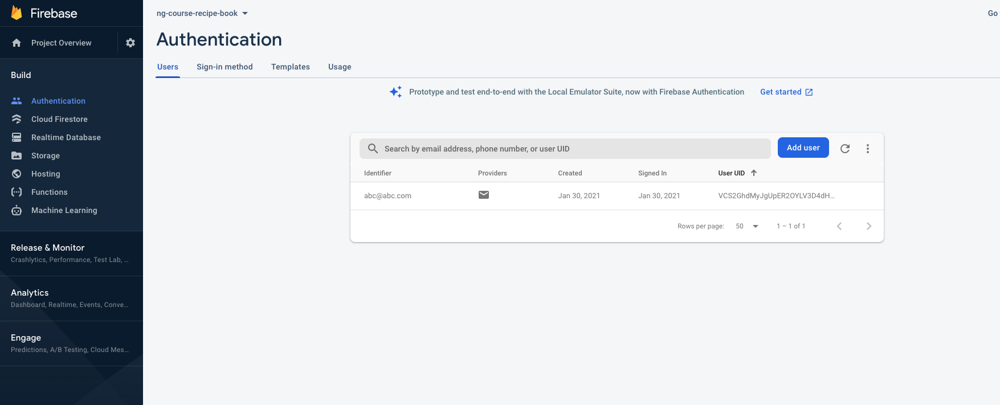 Firebase
Project Overview
Build
Authentication
Cloud Firestore
Realtime Database
Storage
Hosting
Functions
Machine Learning
Release & Monitor
Crashlytics, Performance, Test Lab, ...
Analytics
Dashboard, Realtime, Events, Conve...
Engage
Predictions, A/B Testing, Cloud Mes...
ng-course-recipe-book
Go
Authentication
Users Sign-in method Templates Usage
Prototype and test end-to-end with the Local Emulator Suite, now with Firebase Authentication Get started
Search by email address, phone number, or user UID Add user
Identifier Providers Created Signed In User UID
abc@abc.com Jan 30, 2021 Jan 30, 2021 VCS2GhdMyJgUpER2OYLV3D4dH...
Rows per page: 50 1 – 1 of 1